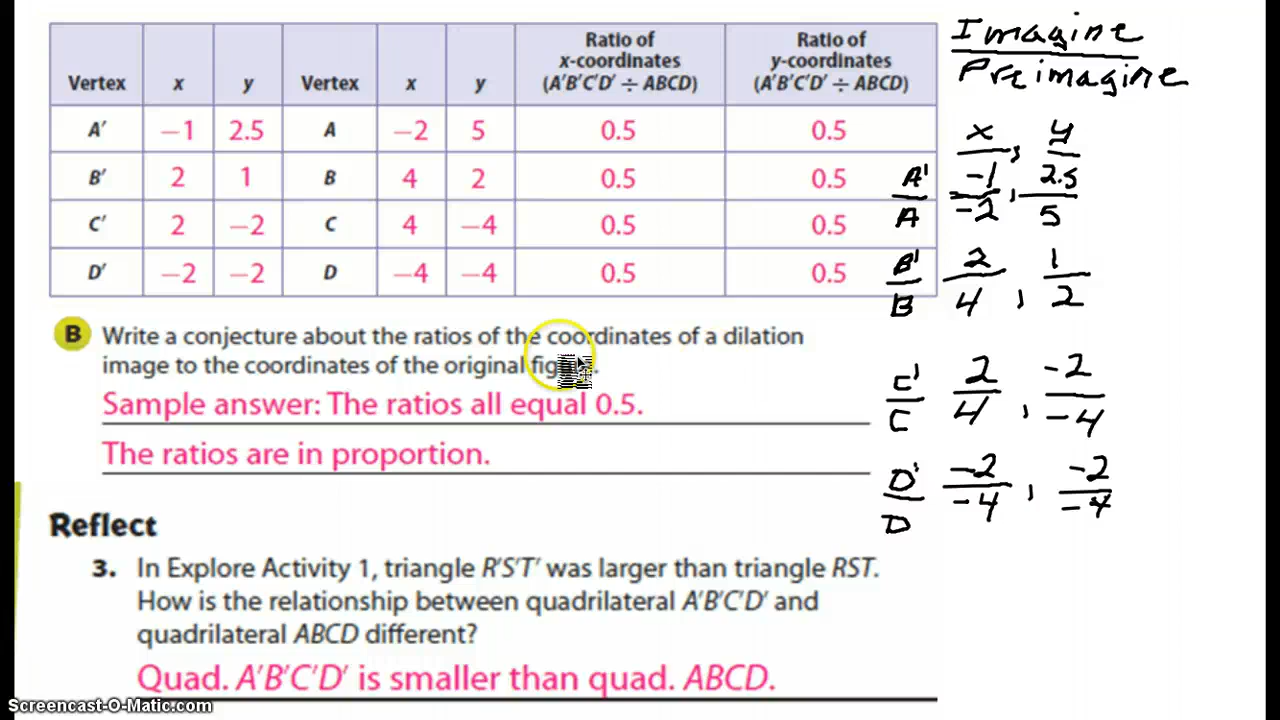 Vertex x y Vertex x y Ratio of x-coordinates (A′B′C′D′ ÷ ABCD) Ratio of y-coordinates (A′B′C′D′ ÷ ABCD)
A′ −1 2.5 A −2 5 0.5 0.5
B′ 2 1 B 4 2 0.5 0.5
C′ 2 −2 C 4 −4 0.5 0.5
D′ −2 −2 D −4 −4 0.5 0.5
B Write a conjecture about the ratios of the coordinates of a dilation
image to the coordinates of the original
Sample answer: The ratios all equal 0.5.
The ratios are in proportion.
Reflect
3. In Explore Activity 1, triangle R′S′T′ was larger than triangle RST.
How is the relationship between quadrilateral A′B′C′D′ and
quadrilateral ABCD different?
Quad. A′B′C′D′ is smaller than quad. ABCD.
Imagine
Preimagine
x , y
A' -1 , 2.5
A -2 5
B' 2 , 1
B 4 2
C' 2 , -2
C 4 -4
D' -2 , -2
D -4 -4
Screencast-O-Matic.com